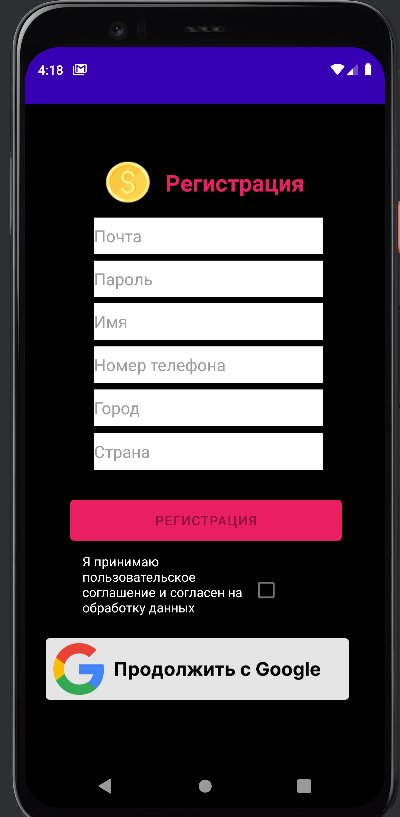 4:18
Регистрация
Почта
Пароль
Имя
Номер телефона
Город
Страна
РЕГИСТРАЦИЯ
Я принимаю
пользовательское
соглашение и согласен на
обработку данных
Продолжить с Google